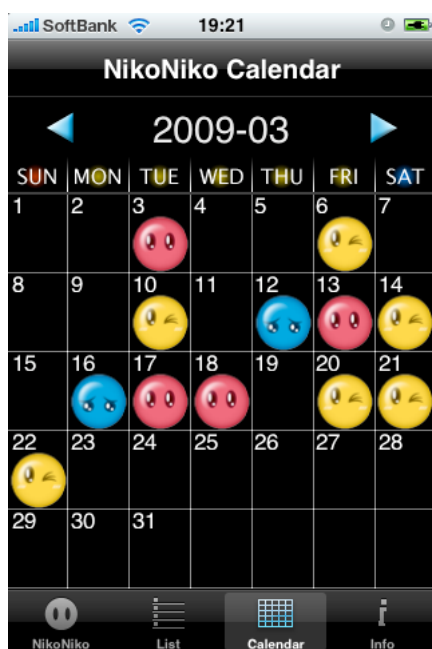 SoftBank 19:21
NikoNiko Calendar
2009-03
SUN MON TUE WED THU FRI SAT
1 2 3 4 5 6 7
8 9 10 11 12 13 14
15 16 17 18 19 20 21
22 23 24 25 26 27 28
29 30 31
NikoNiko List Calendar Info